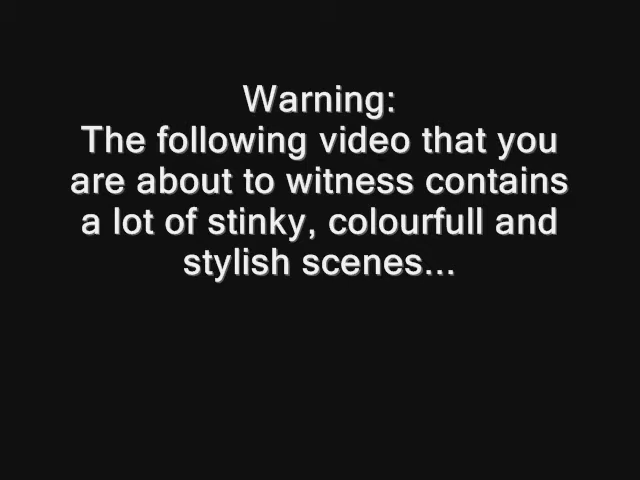 Warning:
The following video that you
are about to witness contains
a lot of stinky, colourfull and
stylish scenes...